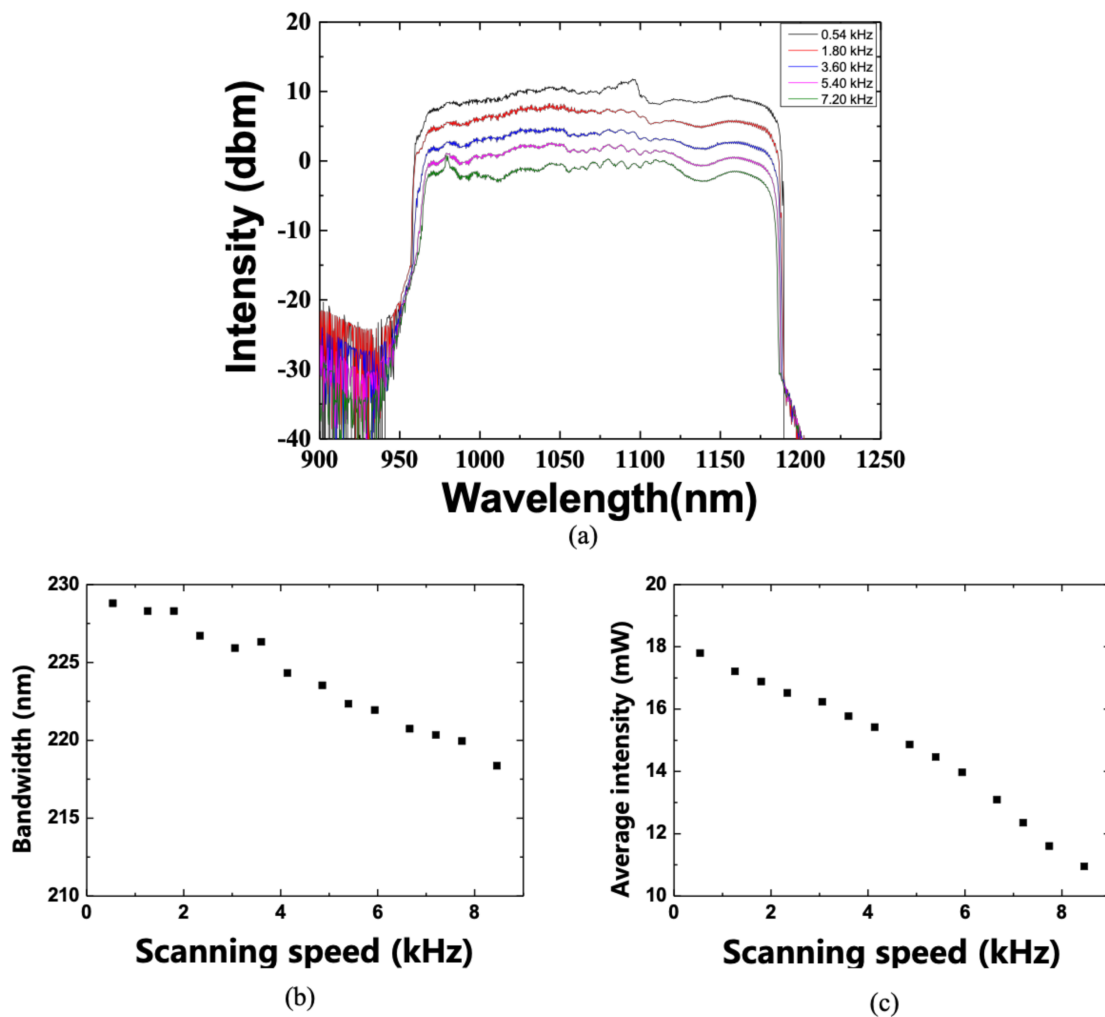 20
10
0
-10
-20
-30
-40
Intensity (dbm)
0.54 kHz
1.80 kHz
3.60 kHz
5.40 kHz
7.20 kHz
900 950 1000 1050 1100 1150 1200 1250
Wavelength(nm)
(a)
230
225
220
215
210
Bandwidth (nm)
0 2 4 6 8
Scanning speed (kHz)
(b)
20
18
16
14
12
10
Average intensity (mW)
0 2 4 6 8
Scanning speed (kHz)
(c)